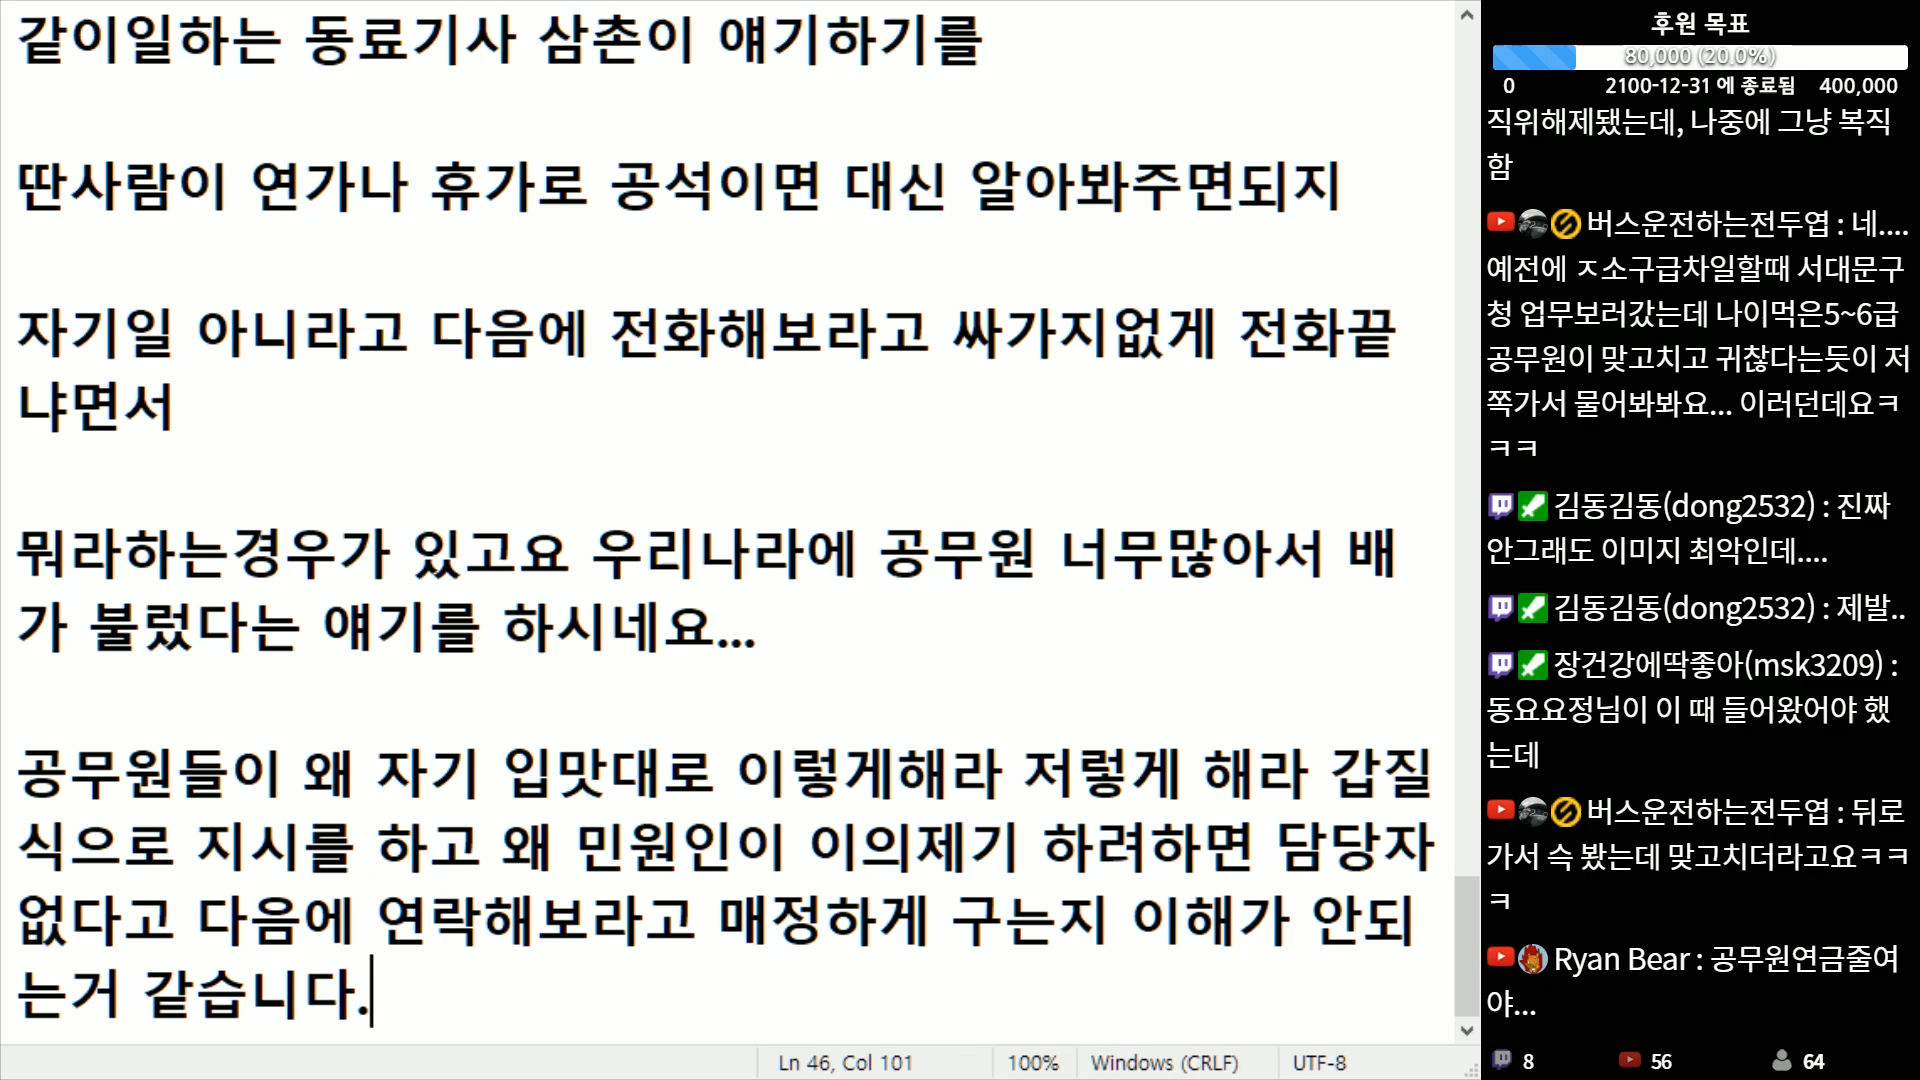 같이일하는 동료기사 삼촌이 얘기하기를
딴사람이 연가나 휴가로 공석이면 대신 알아봐주면되지
자기일 아니라고 다음에 전화해보라고 싸가지없게 전화끝
냐면서
뭐라하는경우가 있고요 우리나라에 공무원 너무많아서 배
가 불렀다는 얘기를 하시네요...
공무원들이 왜 자기 입맛대로 이렇게해라 저렇게 해라 갑질
식으로 지시를 하고 왜 민원인이 이의제기 하려하면 담당자
없다고 다음에 연락해보라고 매정하게 구는지 이해가 안되
는거 같습니다.
Ln 46, Col 101 100% Windows (CRLF) UTF-8
후원 목표
80,000 (20.0%)
0 2100-12-31 에 종료됨 400,000
직위해제됐는데, 나중에 그냥 복직
함
버스운전하는전두엽 : 네....
예전에 ㅈ소구급차일할때 서대문구
청 업무보러갔는데 나이먹은5~6급
공무원이 맞고치고 귀찮다는듯이 저
쪽가서 물어봐봐요... 이러던데요ㅋ
ㅋㅋ
김동김동(dong2532) : 진짜
안그래도 이미지 최악인데....
김동김동(dong2532) : 제발..
장건강에딱좋아(msk3209) :
동요요정님이 이 때 들어왔어야 했
는데
버스운전하는전두엽 : 뒤로
가서 슥 봤는데 맞고치더라고요ㅋㅋ
ㅋ
Ryan Bear : 공무원연금줄여
야...
8 56 64